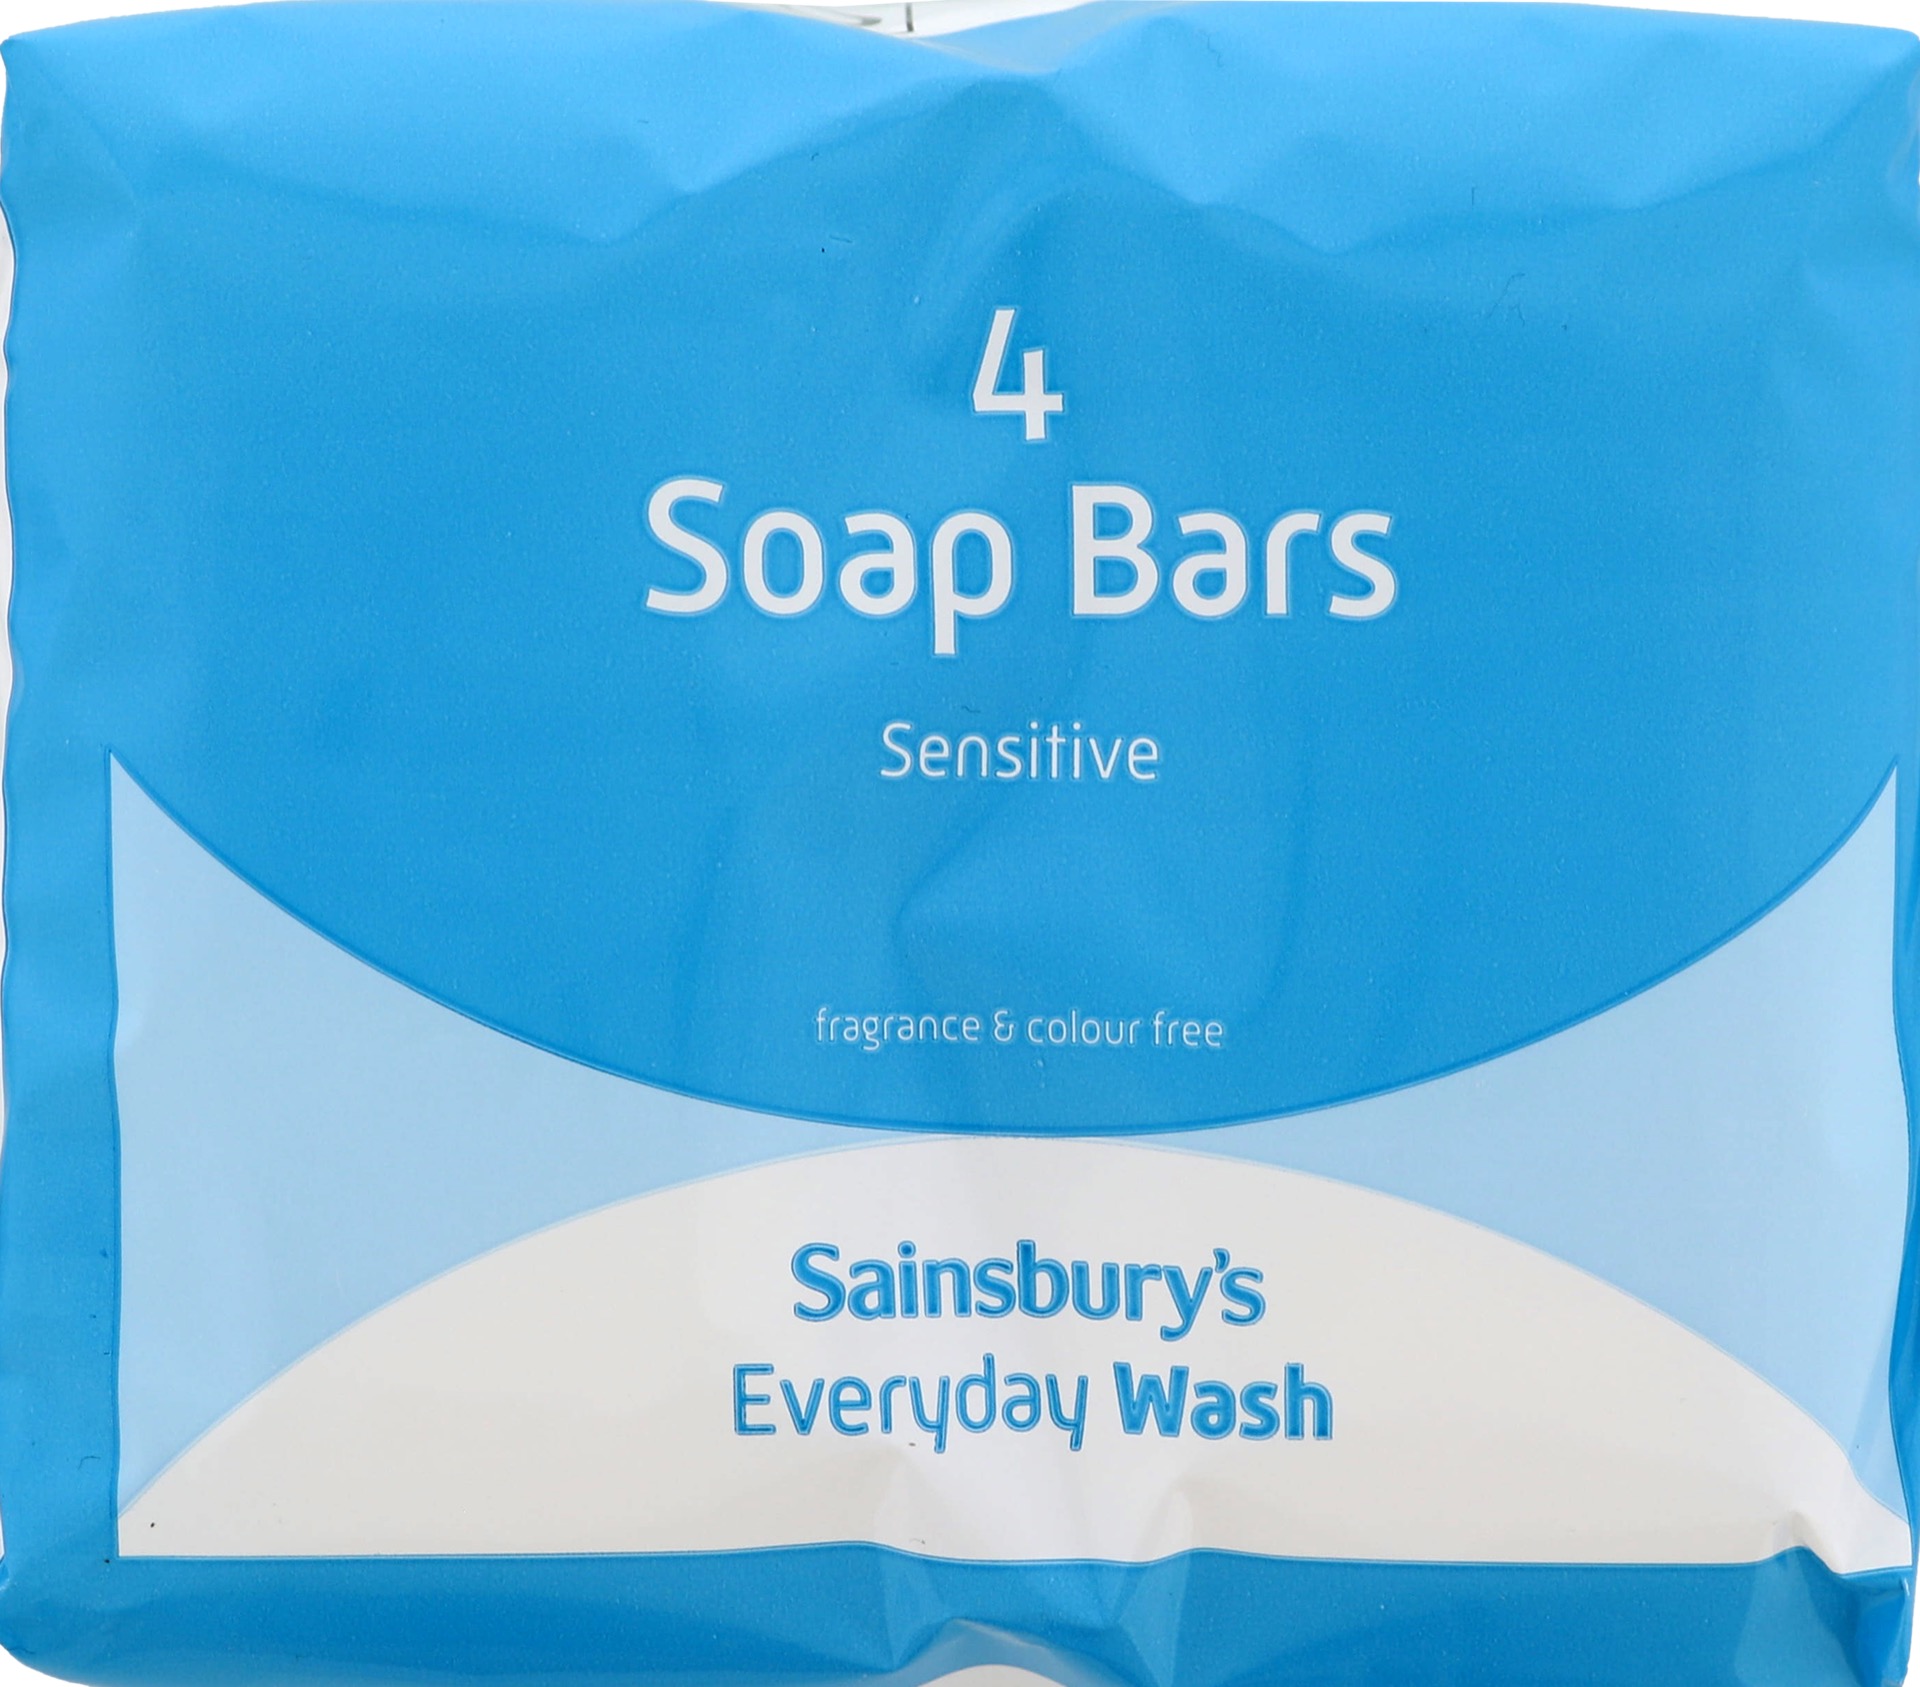 4
Soap Bars
Sensitive
fragrance & colour free
Sainsbury's
Everyday Wash